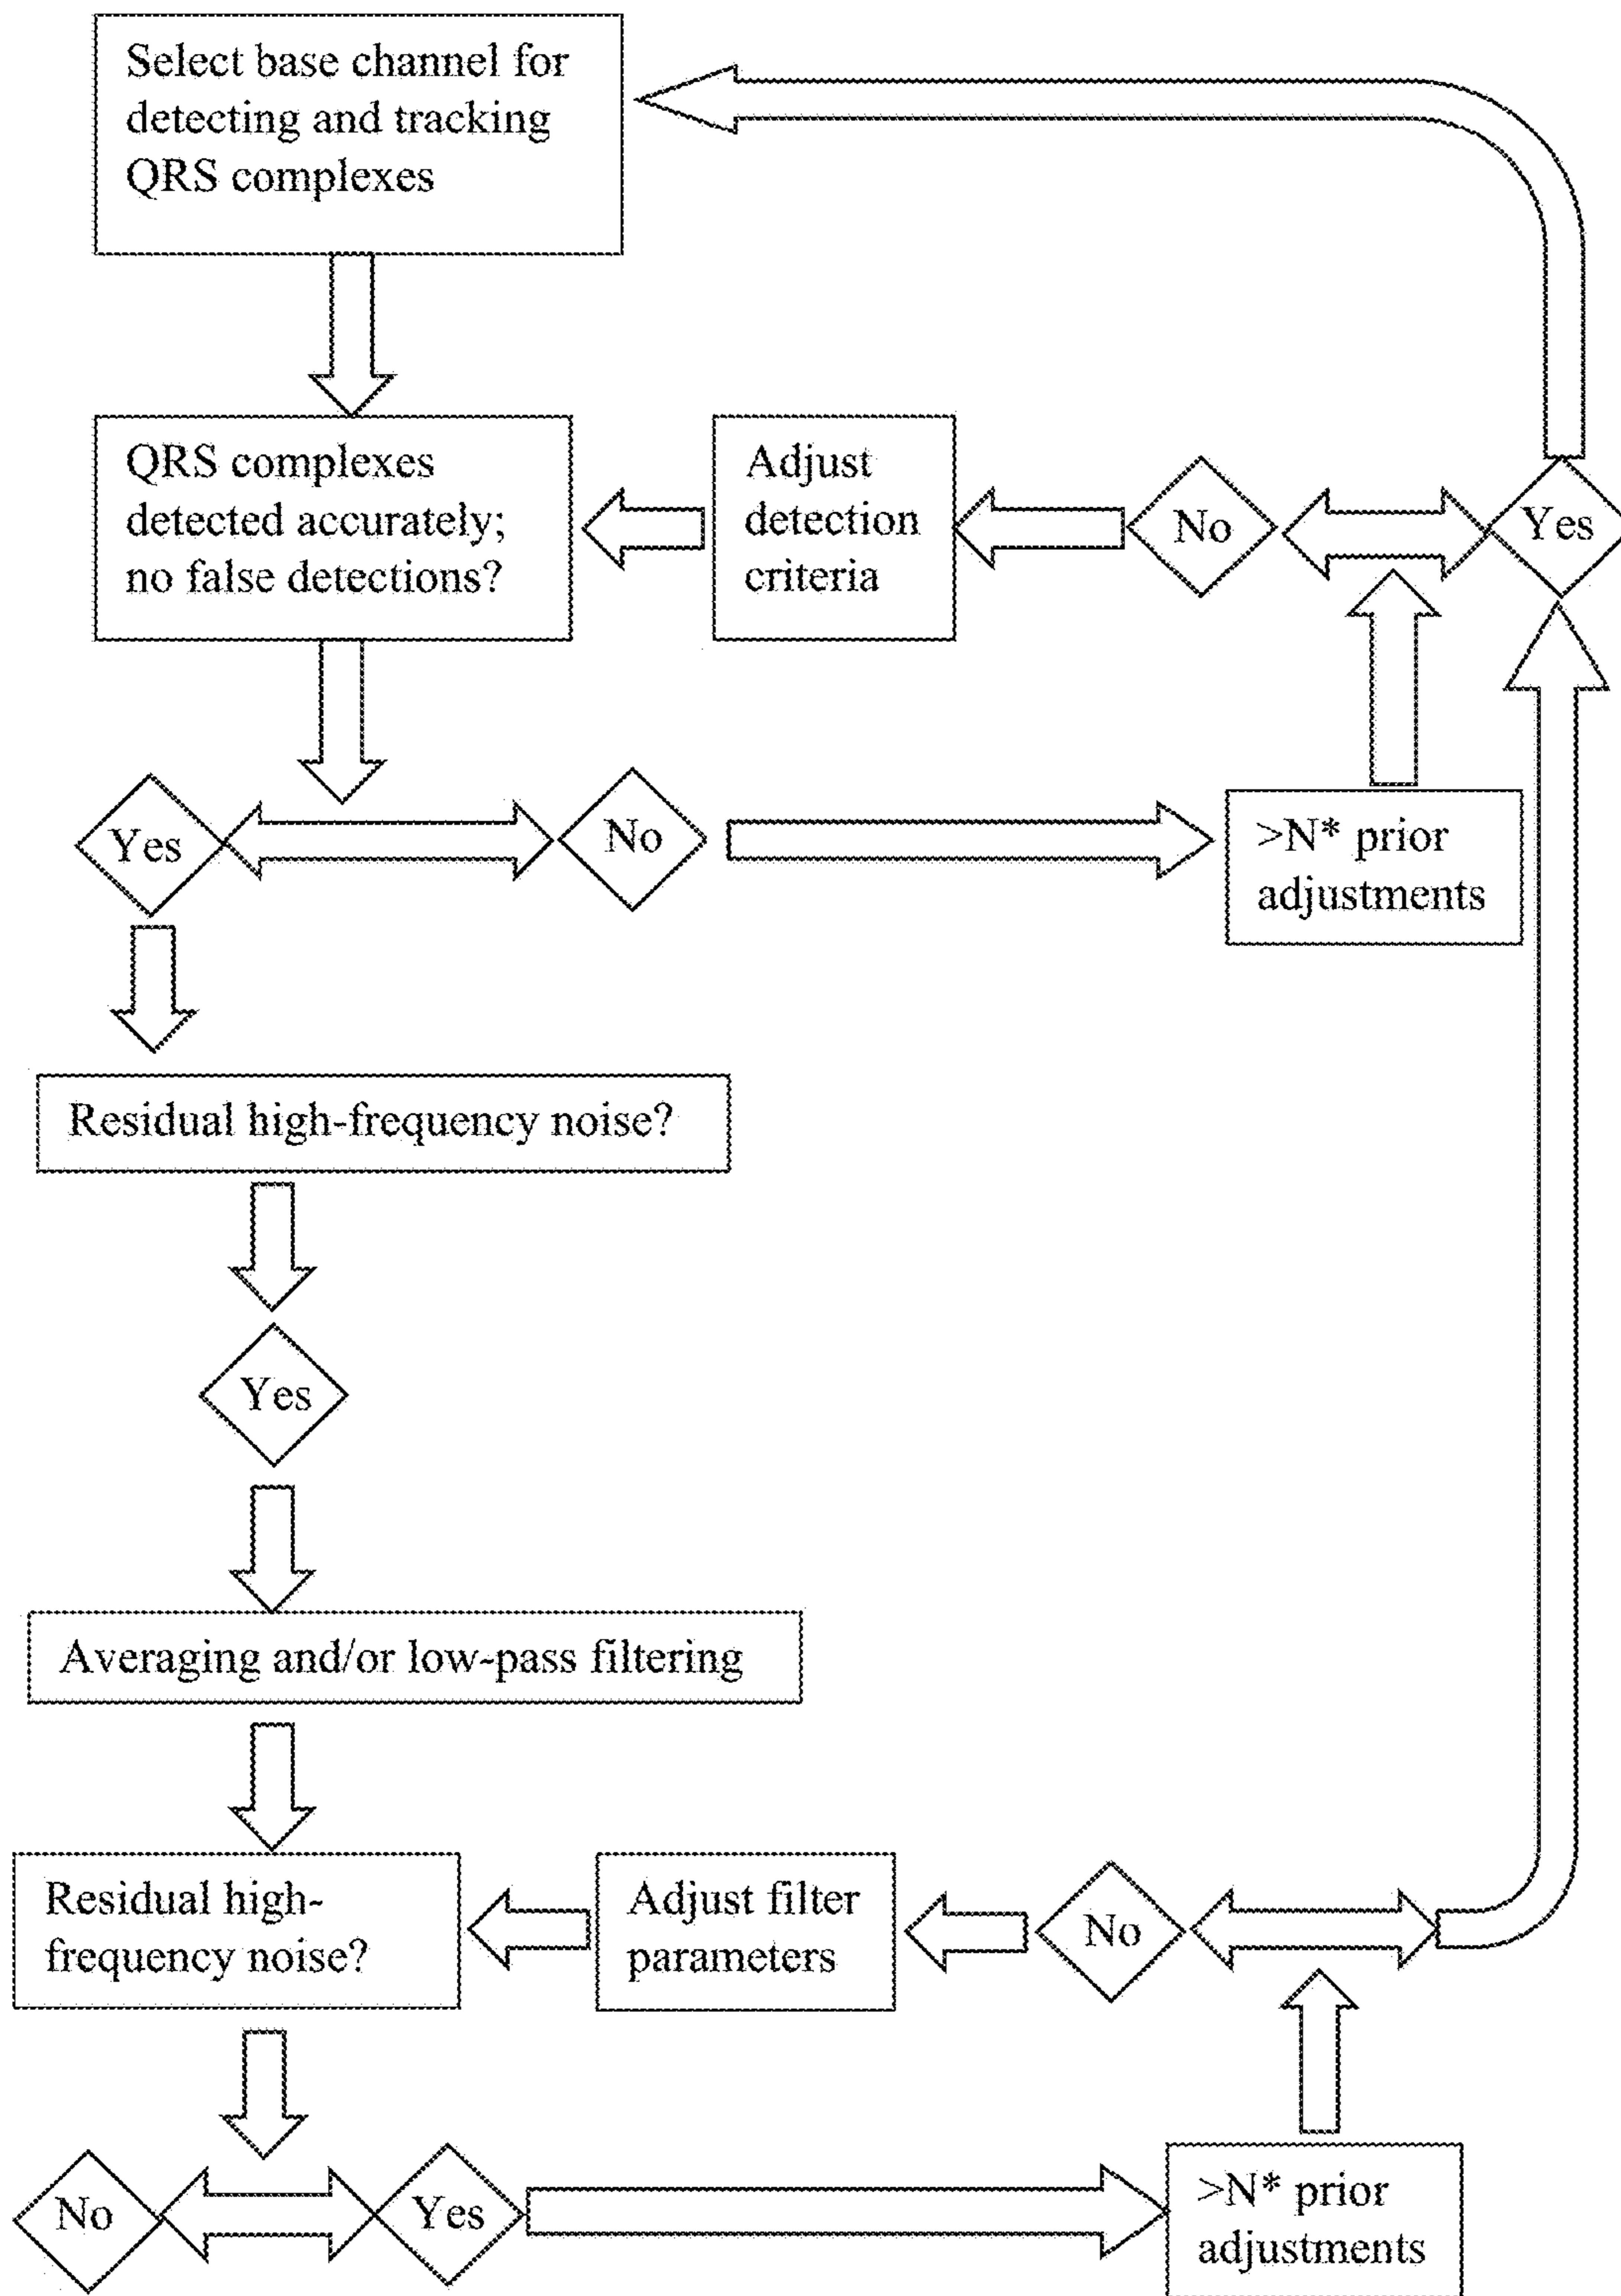 Select base channel for
detecting and tracking
QRS complexes
QRS complexes
detected accurately;
no false detections?
Adjust
detection
criteria
No
Yes
Yes
No
>N* prior
adjustments
Residual high-frequency noise?
Yes
Averaging and/or low-pass filtering
Residual high-
frequency noise?
Adjust filter
parameters
No
No
Yes
>N* prior
adjustments